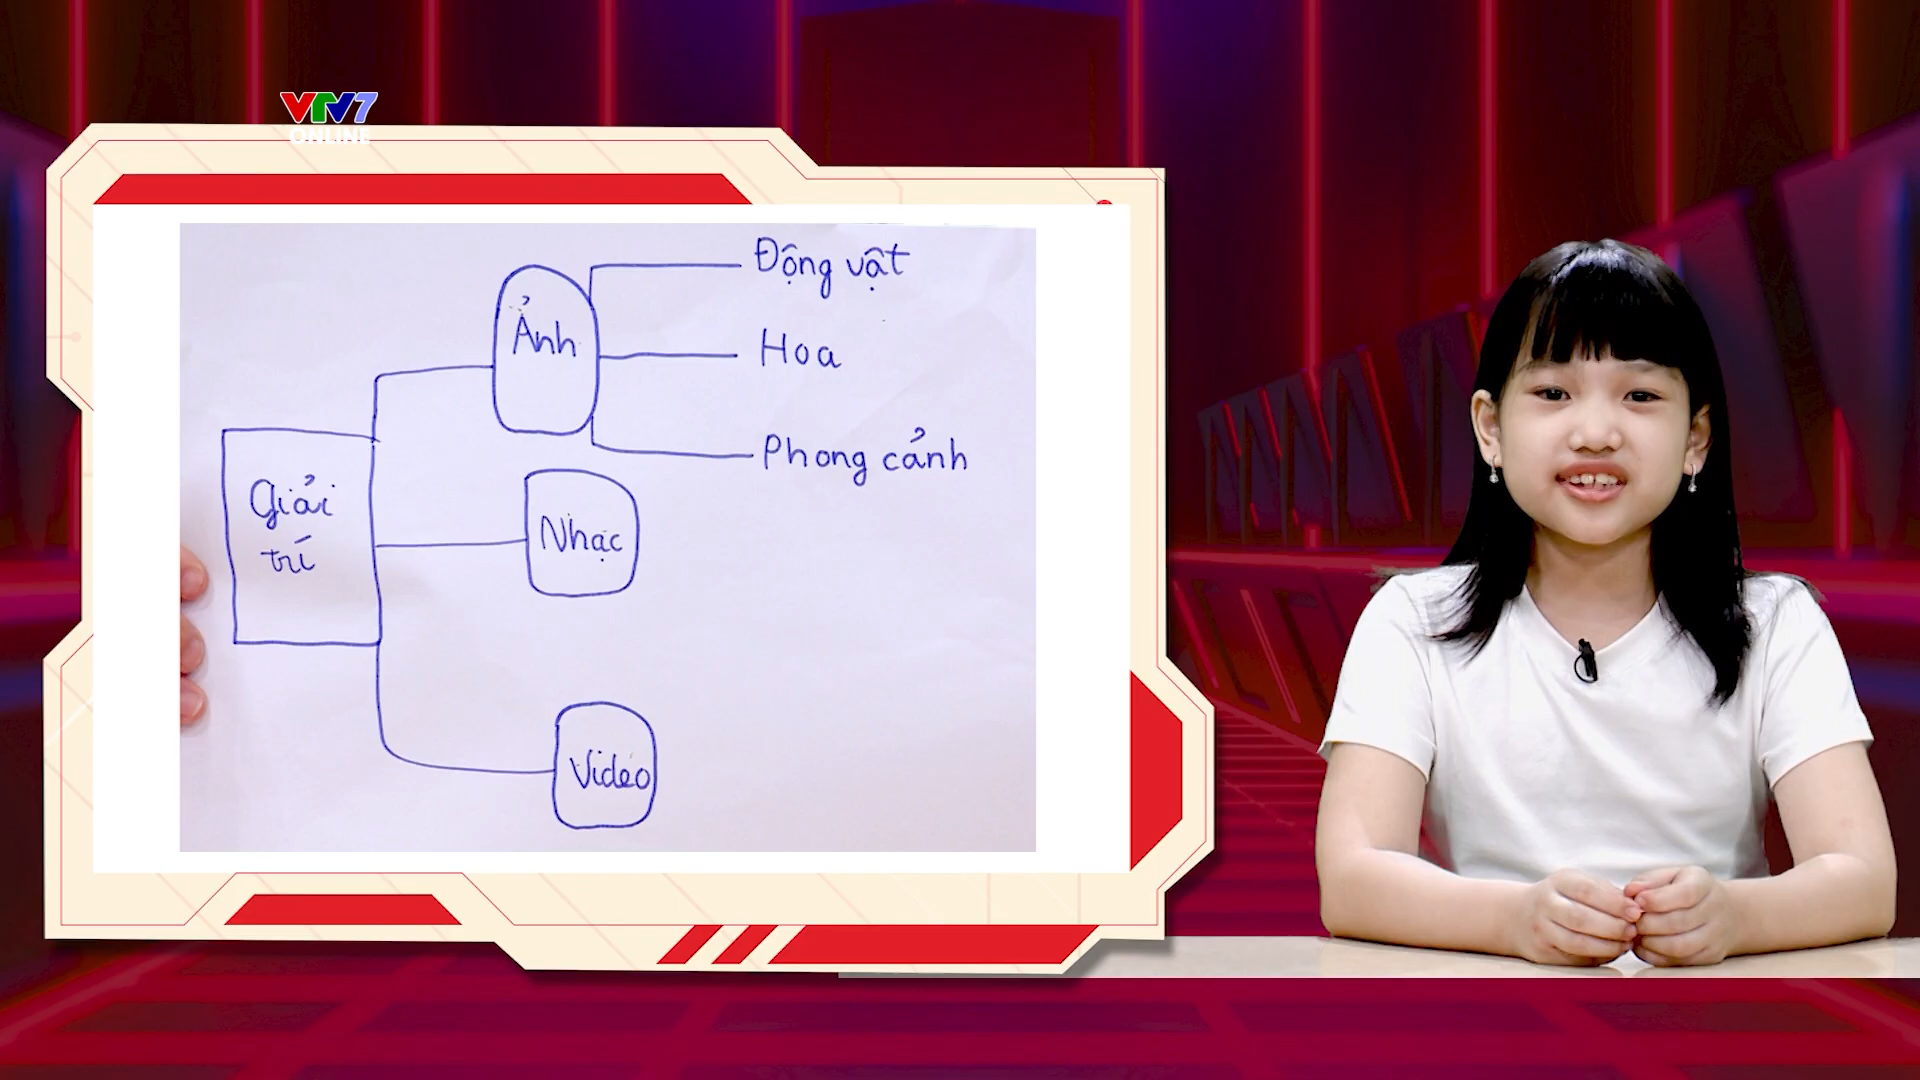 VTV7
ONLINE
Động vật
Ảnh
Hoa
Phong cảnh
Giải
trí
Nhạc
Video